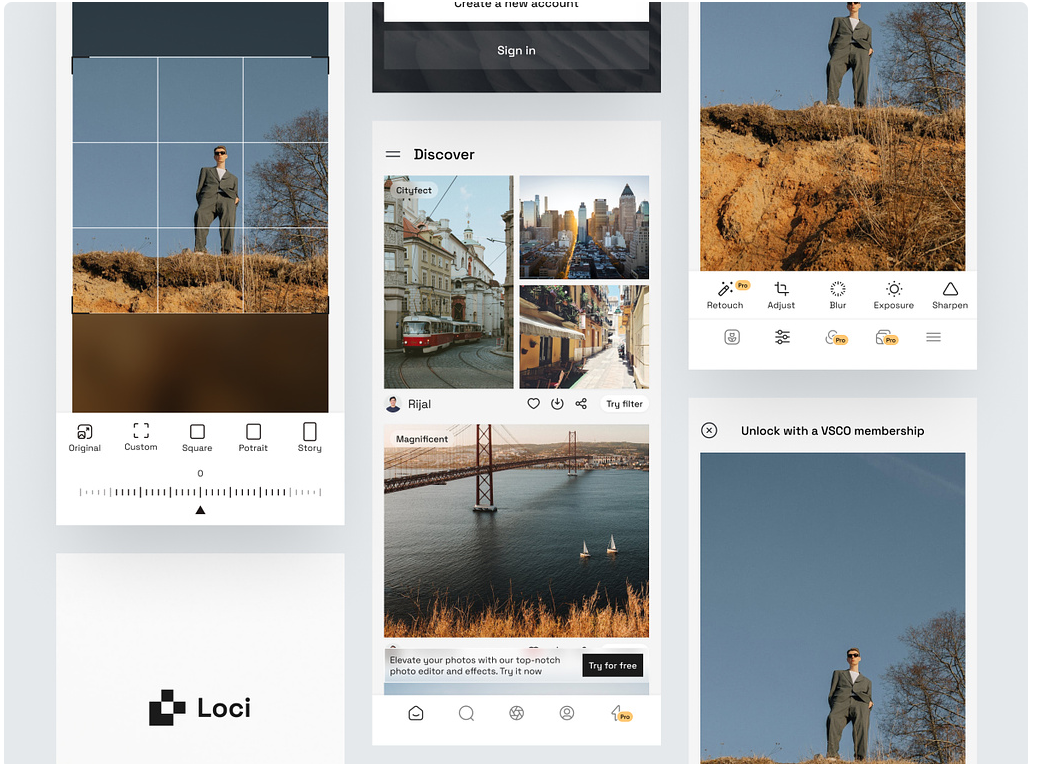 Original
Custom
Square
Potrait
Story
0
Loci
Create a new account
Sign in
Discover
Cityfect
Rijal
Try filter
Magnificent
Elevate your photos with our top-notch
photo editor and effects. Try it now
Try for free
Pro
Pro
Retouch
Adjust
Blur
Exposure
Sharpen
Pro
Pro
Unlock with a VSCO membership